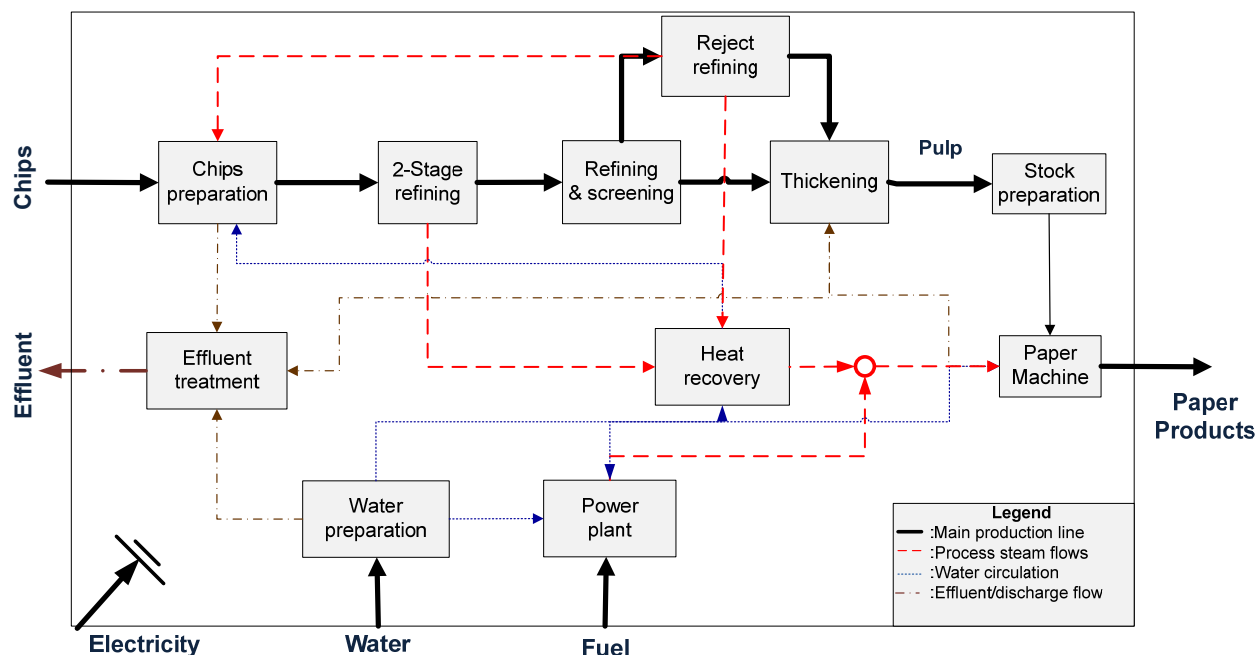 Reject
refining
Chips
Chips
preparation
2-Stage
refining
Refining
& screening
Thickening
Pulp
Stock
preparation
Effluent
Effluent
treatment
Heat
recovery
Paper
Machine
Paper
Products
Water
preparation
Power
plant
Legend
:Main production line
:Process steam flows
:Water circulation
:Effluent/discharge flow
Electricity
Water
Fuel